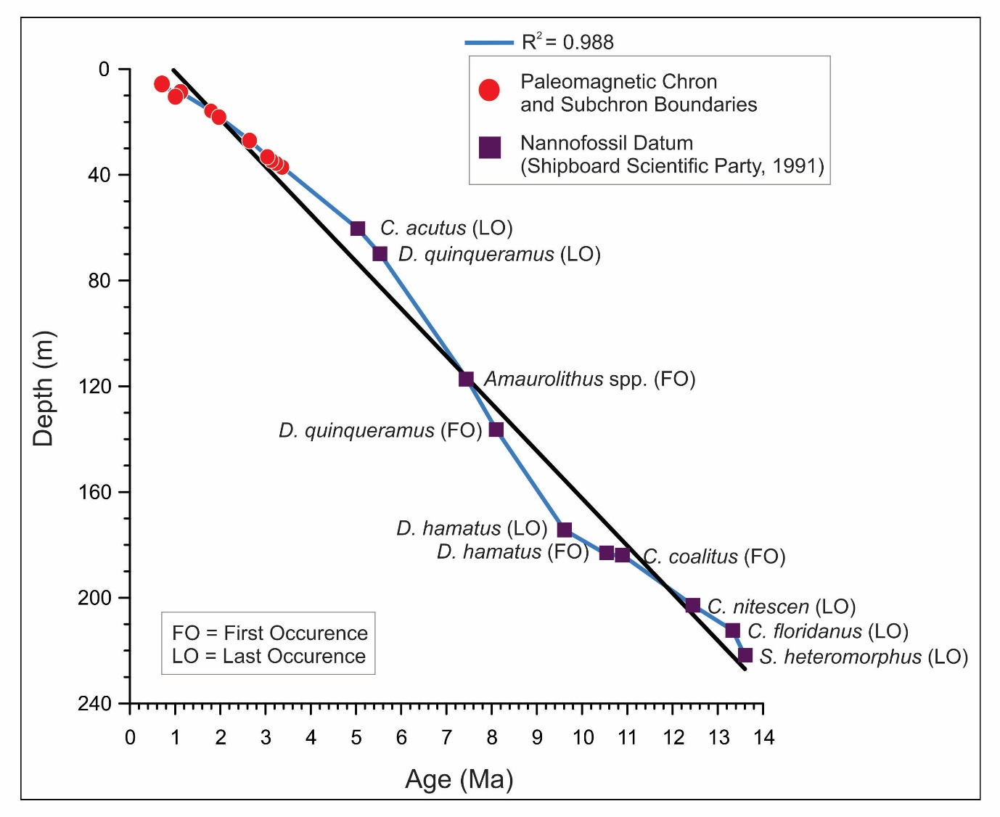 R² = 0.988
Paleomagnetic Chron
and Subchron Boundaries
Nannofossil Datum
(Shipboard Scientific Party, 1991)
0
40
80
120
160
200
240
Depth (m)
C. acutus (LO)
D. quinqueramus (LO)
Amaurolithus spp. (FO)
D. quinqueramus (FO)
D. hamatus (LO)
D. hamatus (FO)
C. coalitus (FO)
C. nitescen (LO)
C. floridanus (LO)
S. heteromorphus (LO)
FO = First Occurence
LO = Last Occurence
0 1 2 3 4 5 6 7 8 9 10 11 12 13 14
Age (Ma)